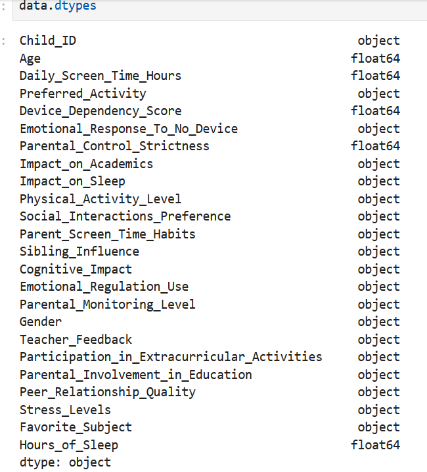 : data.dtypes
: Child_ID object
Age float64
Daily_Screen_Time_Hours float64
Preferred_Activity object
Device_Dependency_Score float64
Emotional_Response_To_No_Device object
Parental_Control_Strictness float64
Impact_on_Academics object
Impact_on_Sleep object
Physical_Activity_Level object
Social_Interactions_Preference object
Parent_Screen_Time_Habits object
Sibling_Influence object
Cognitive_Impact object
Emotional_Regulation_Use object
Parental_Monitoring_Level object
Gender object
Teacher_Feedback object
Participation_in_Extracurricular_Activities object
Parental_Involvement_in_Education object
Peer_Relationship_Quality object
Stress_Levels object
Favorite_Subject object
Hours_of_Sleep float64
dtype: object